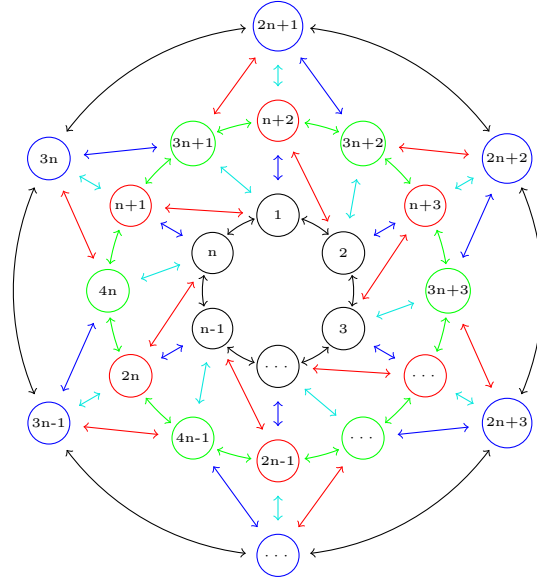 2n+1
n+2
3n+1
3n+2
3n
2n+2
n+1
n+3
1
n
2
4n
3n+3
n-1
3
···
2n
···
3n-1
2n+3
4n-1
···
2n-1
···